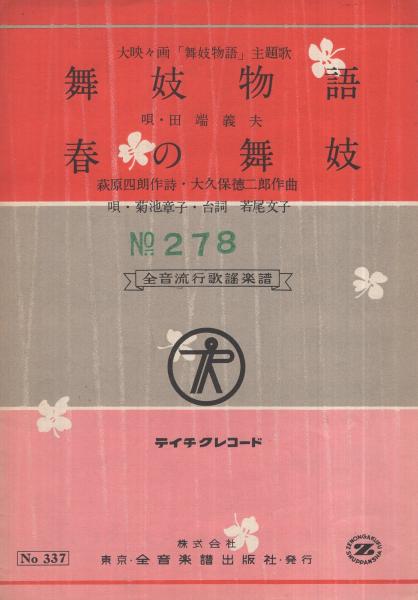 大映々画「舞妓物語」主題歌
舞妓物語
唄・田端義夫
春の舞妓
萩原四朗作詩・大久保徳二郎作曲
唄・菊池章子・台詞 若尾文子
No 278
全音流行歌謡楽譜
テイチクレコード
株式会社
東京・全音楽譜出版社・発行
No 337
ZENONGAKUFU
SHUPPANSHA